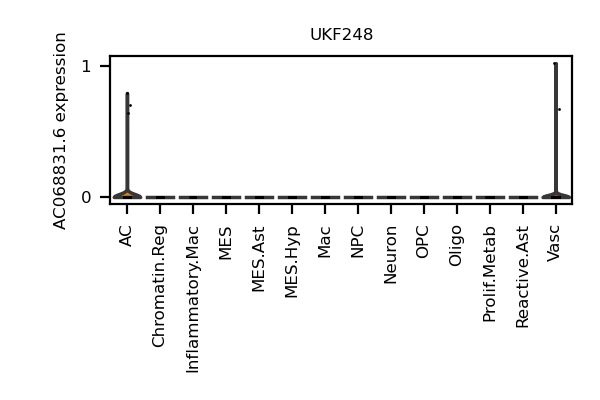 UKF248
AC068831.6 expression
1
0
AC
Chromatin.Reg
Inflammatory.Mac
MES
MES.Ast
MES.Hyp
Mac
NPC
Neuron
OPC
Oligo
Prolif.Metab
Reactive.Ast
Vasc